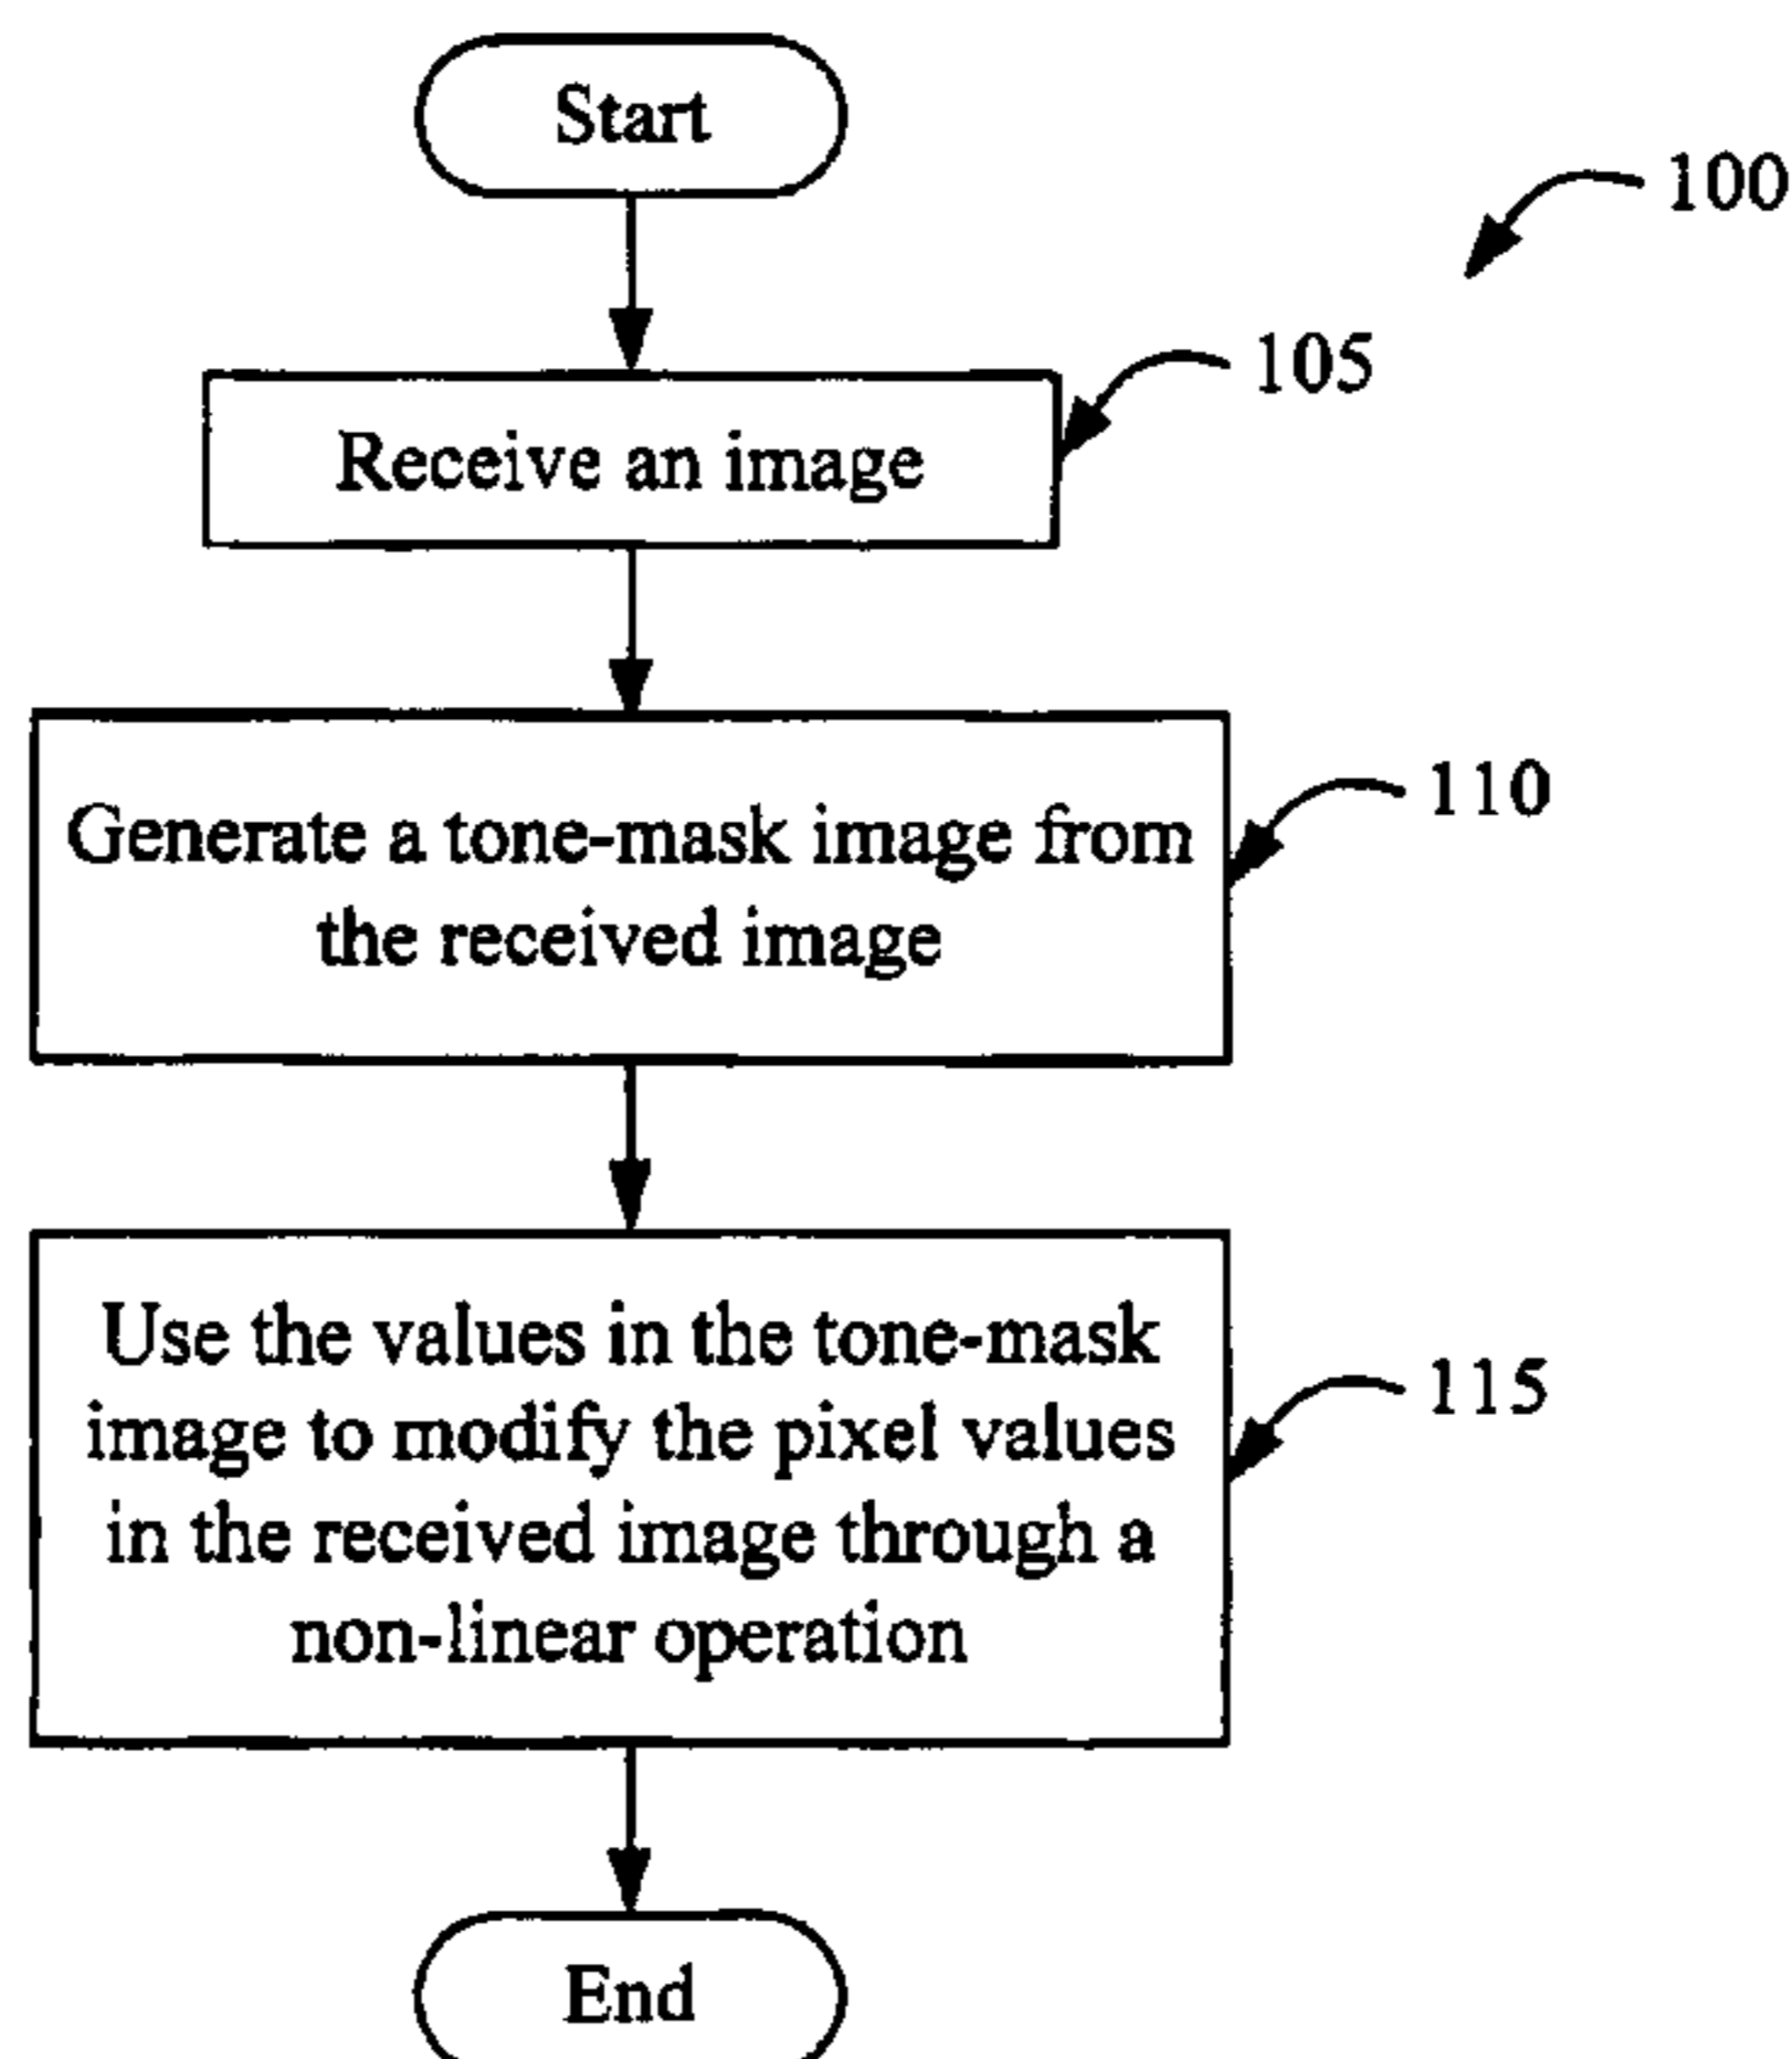 Start
100
105
Receive an image
110
Generate a tone-mask image from
the received image
Use the values in the tone-mask
115
image to modify the pixel values
in the received image through a
non-linear operation
End